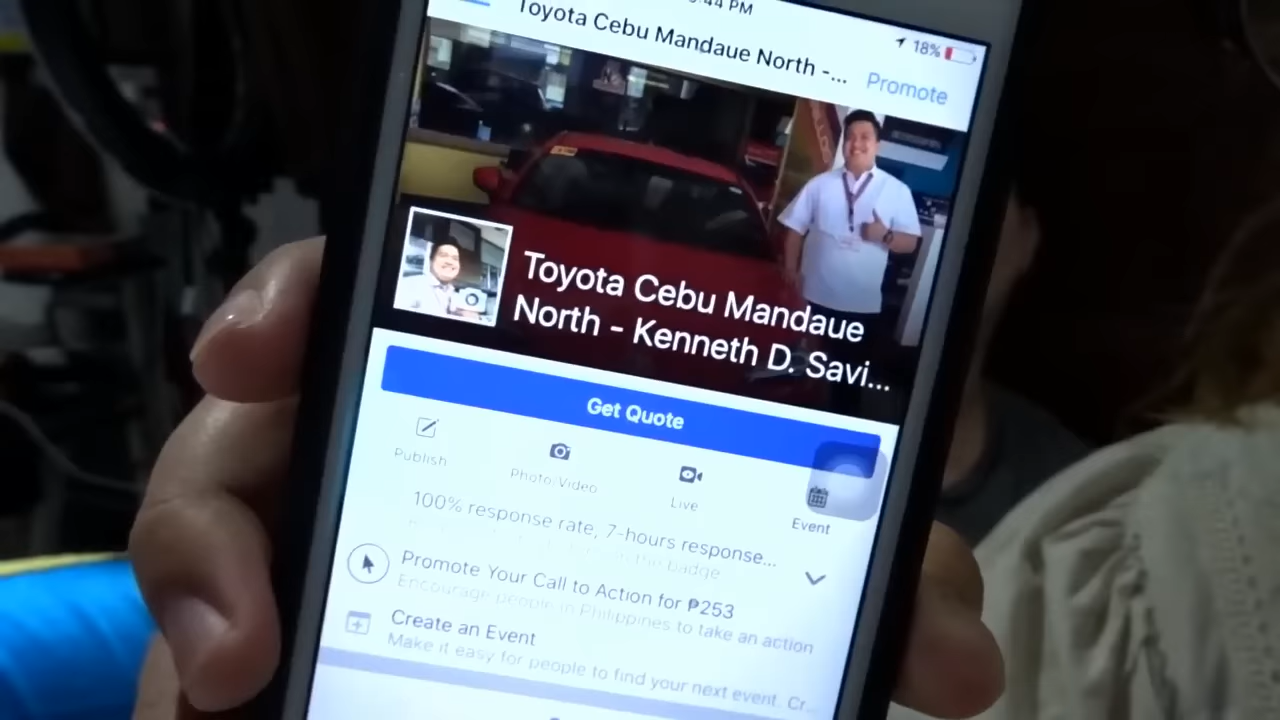 :44 PM
18%
Toyota Cebu Mandaue North -...
Promote
Toyota Cebu Mandaue
North - Kenneth D. Savi...
Get Quote
Publish
Photo/Video
Live
Event
100% response rate, 7-hours response...
the badge
Promote Your Call to Action for ₱253
Encourage people in Philippines to take an action
Create an Event
Make it easy for people to find your next event. Cr...